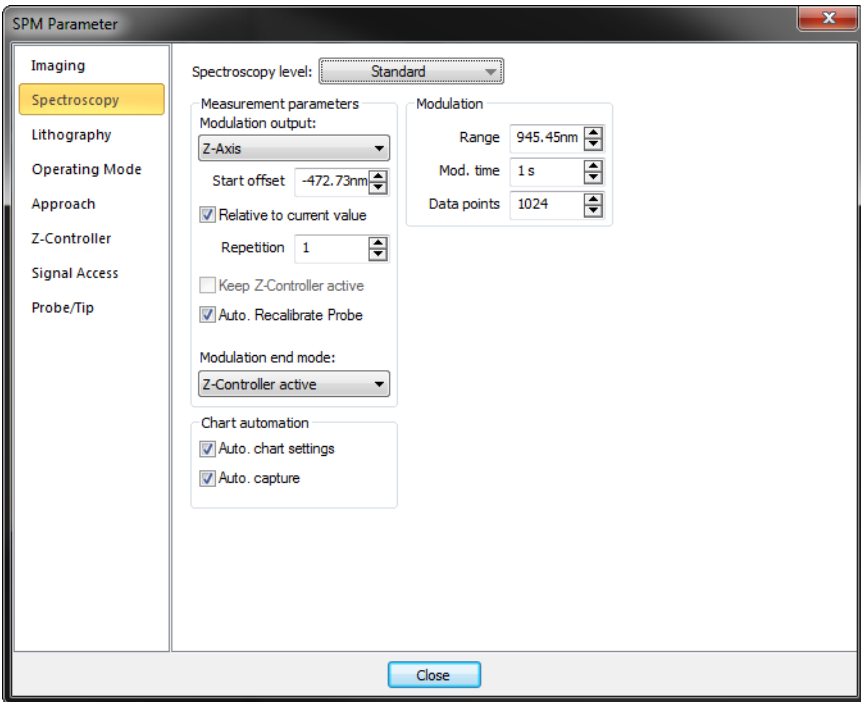 SPM Parameter
x
Imaging
Spectroscopy
Lithography
Operating Mode
Approach
Z-Controller
Signal Access
Probe/Tip
Spectroscopy level: Standard
Measurement parameters
Modulation output:
Z-Axis
Start offset -472.73nm
Relative to current value
Repetition 1
Keep Z-Controller active
Auto. Recalibrate Probe
Modulation end mode:
Z-Controller active
Chart automation
Auto. chart settings
Auto. capture
Modulation
Range 945.45nm
Mod. time 1 s
Data points 1024
Close